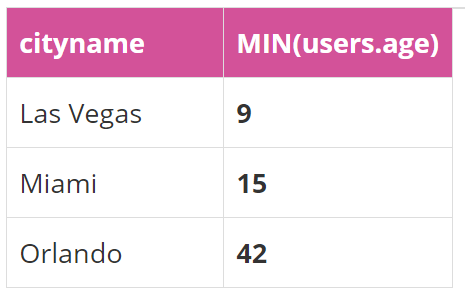 cityname MIN(users.age)
Las Vegas 9
Miami 15
Orlando 42